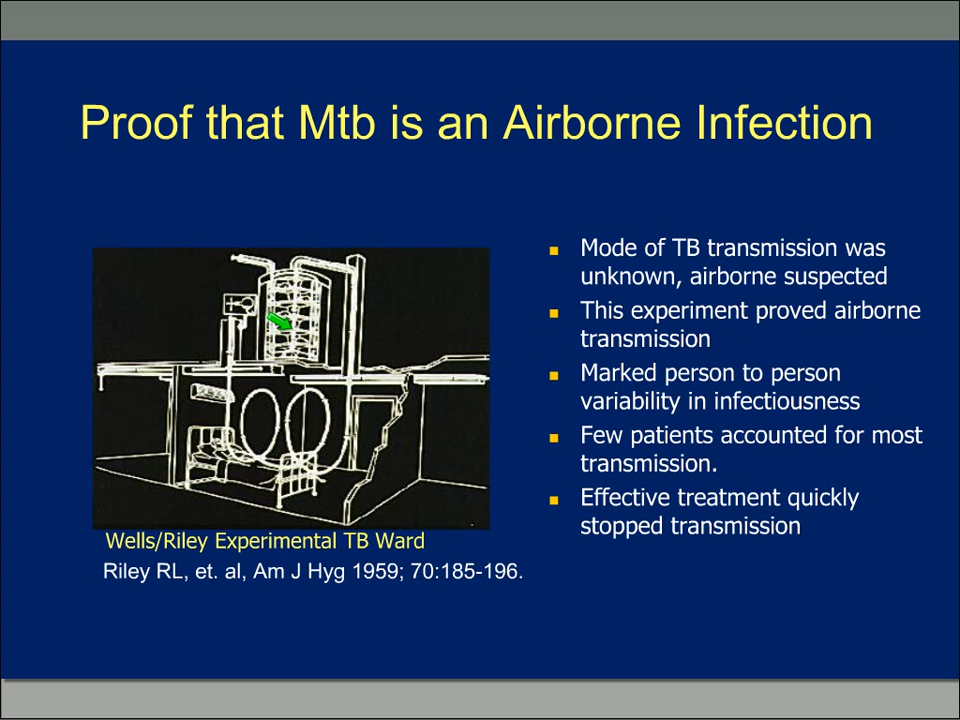 Proof that Mtb is an Airborne Infection
Mode of TB transmission was
unknown, airborne suspected
This experiment proved airborne
transmission
Marked person to person
variability in infectiousness
Few patients accounted for most
transmission.
Effective treatment quickly
stopped transmission
Wells/Riley Experimental TB Ward
Riley RL, et. al, Am J Hyg 1959; 70:185-196.